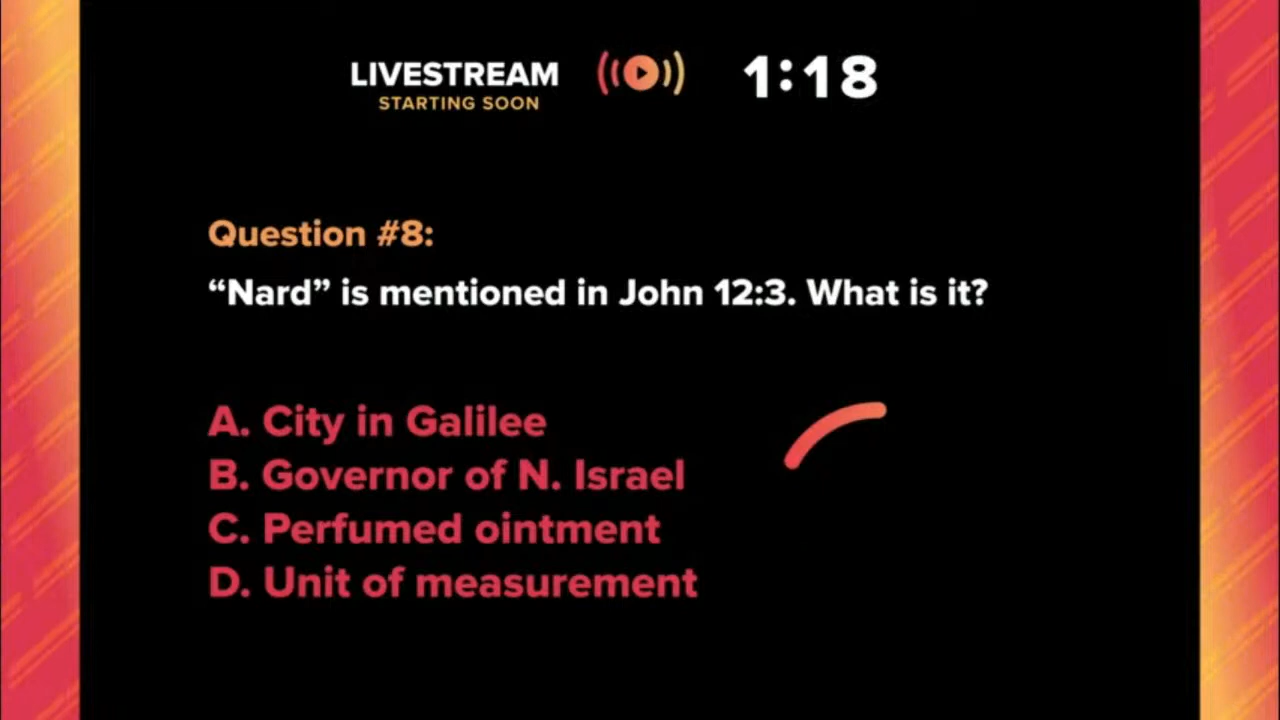 LIVESTREAM
STARTING SOON
1:18
Question #8:
“Nard” is mentioned in John 12:3. What is it?
A. City in Galilee
B. Governor of N. Israel
C. Perfumed ointment
D. Unit of measurement